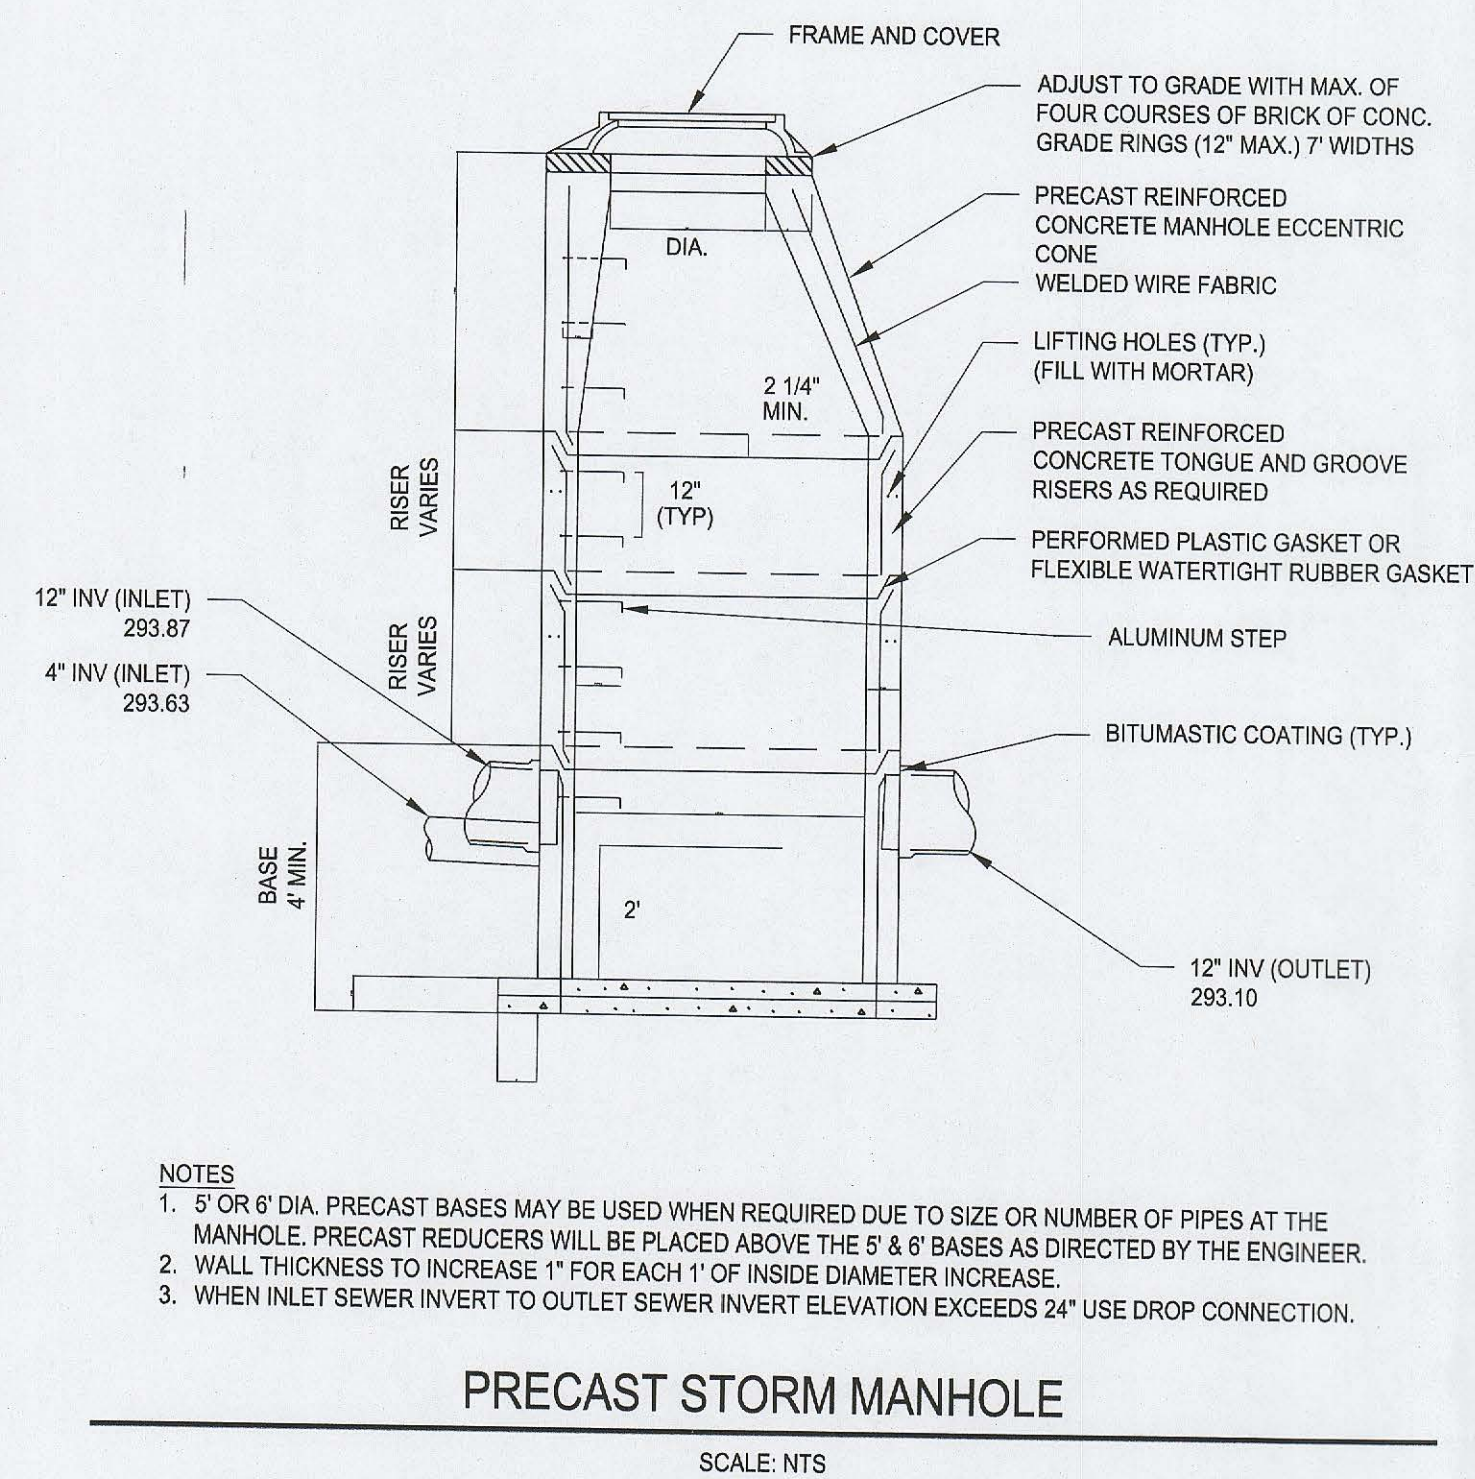 FRAME AND COVER
ADJUST TO GRADE WITH MAX. OF
FOUR COURSES OF BRICK OF CONC.
GRADE RINGS (12" MAX.) 7' WIDTHS
PRECAST REINFORCED
CONCRETE MANHOLE ECCENTRIC
CONE
WELDED WIRE FABRIC
LIFTING HOLES (TYP.)
(FILL WITH MORTAR)
PRECAST REINFORCED
CONCRETE TONGUE AND GROOVE
RISERS AS REQUIRED
PERFORMED PLASTIC GASKET OR
FLEXIBLE WATERTIGHT RUBBER GASKET
ALUMINUM STEP
BITUMASTIC COATING (TYP.)
12" INV (OUTLET)
293.10
DIA.
2 1/4"
MIN.
12"
(TYP)
RISER
VARIES
RISER
VARIES
12" INV (INLET)
293.87
4" INV (INLET)
293.63
BASE
4' MIN.
2'
NOTES
1. 5' OR 6' DIA. PRECAST BASES MAY BE USED WHEN REQUIRED DUE TO SIZE OR NUMBER OF PIPES AT THE
MANHOLE. PRECAST REDUCERS WILL BE PLACED ABOVE THE 5' & 6' BASES AS DIRECTED BY THE ENGINEER.
2. WALL THICKNESS TO INCREASE 1" FOR EACH 1' OF INSIDE DIAMETER INCREASE.
3. WHEN INLET SEWER INVERT TO OUTLET SEWER INVERT ELEVATION EXCEEDS 24" USE DROP CONNECTION.
PRECAST STORM MANHOLE
SCALE: NTS